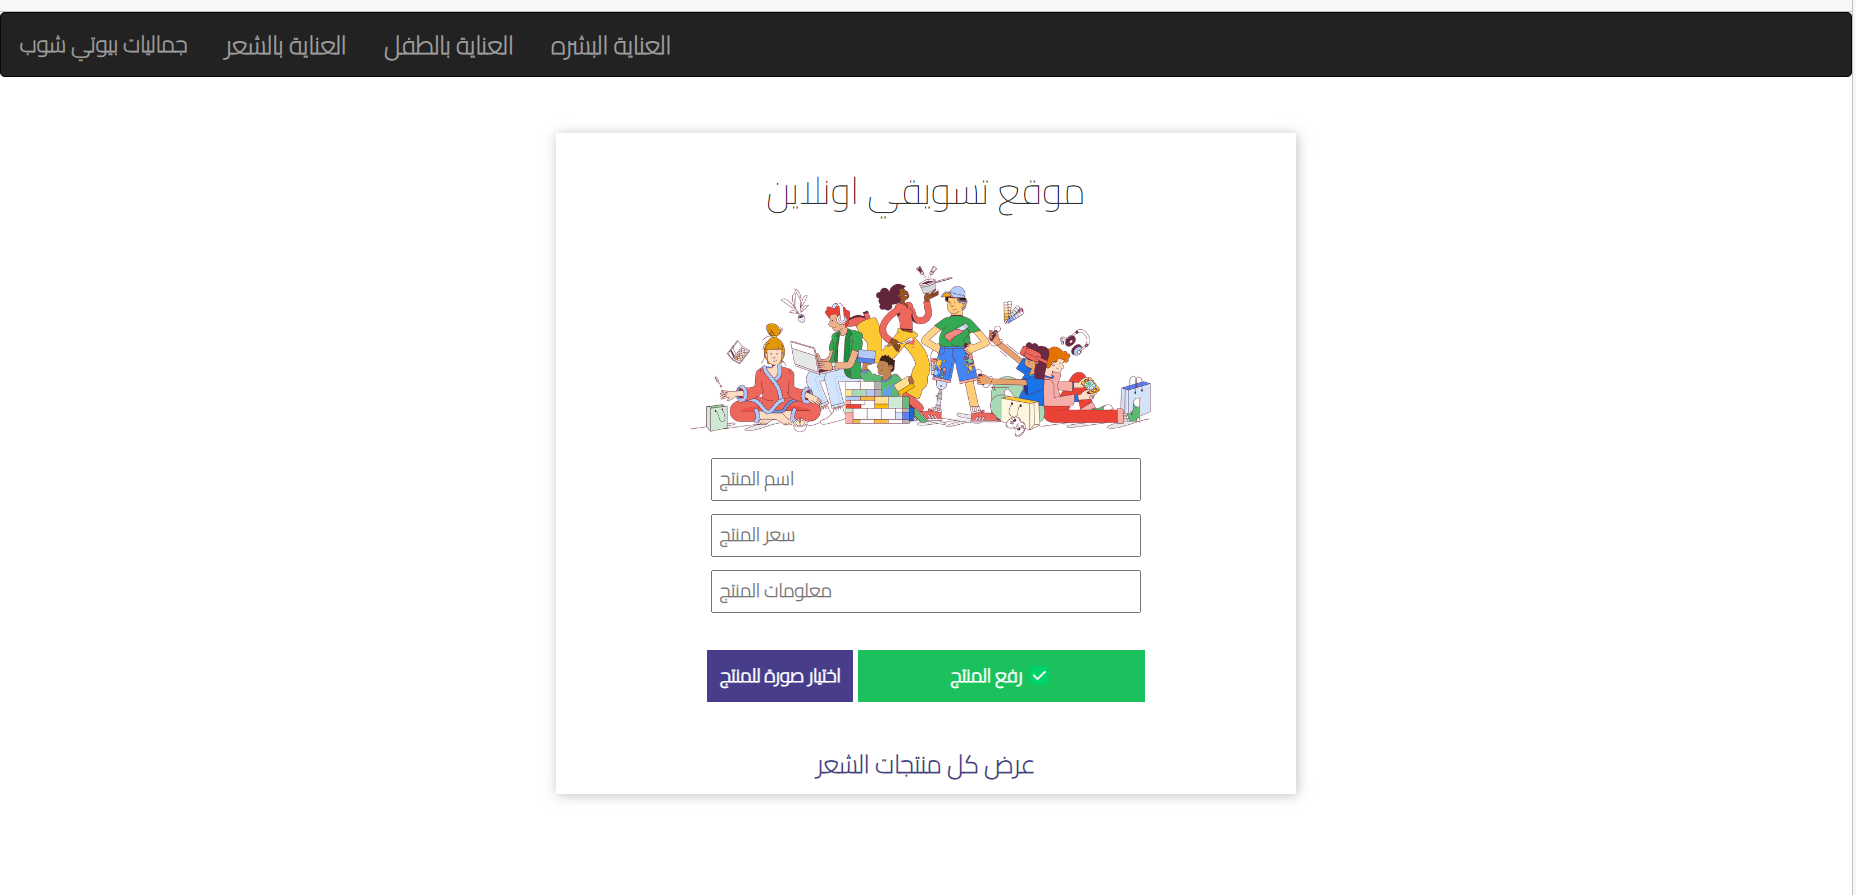 جماليات بيوتي شوب العناية بالشعر العناية بالطفل العناية البشره
موقع تسويقي اونلاين
اسم المنتج
سعر المنتج
معلومات المنتج
اختيار صورة للمنتج رفع المنتج ✅
عرض كل منتجات الشعر